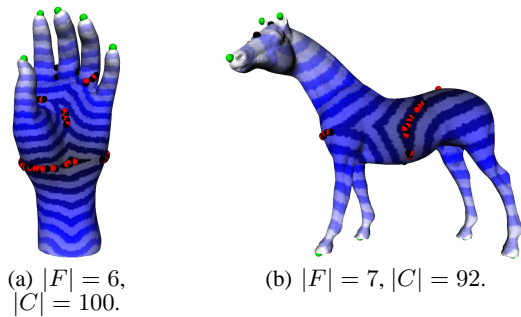 (a) |F| = 6,
|C| = 100.
(b) |F| = 7, |C| = 92.